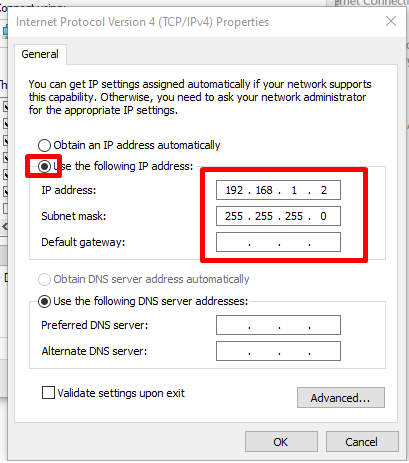 onnect using:
rnet Connecti
Internet Protocol Version 4 (TCP/IPv4) Properties
General
You can get IP settings assigned automatically if your network supports
this capability. Otherwise, you need to ask your network administrator
for the appropriate IP settings.
Obtain an IP address automatically
Use the following IP address:
IP address: 192 . 168 . 1 . 2
Subnet mask: 255 . 255 . 255 . 0
Default gateway: . . .
Obtain DNS server address automatically
Use the following DNS server addresses:
Preferred DNS server: . . .
Alternate DNS server: . . .
Validate settings upon exit
Advanced...
OK Cancel